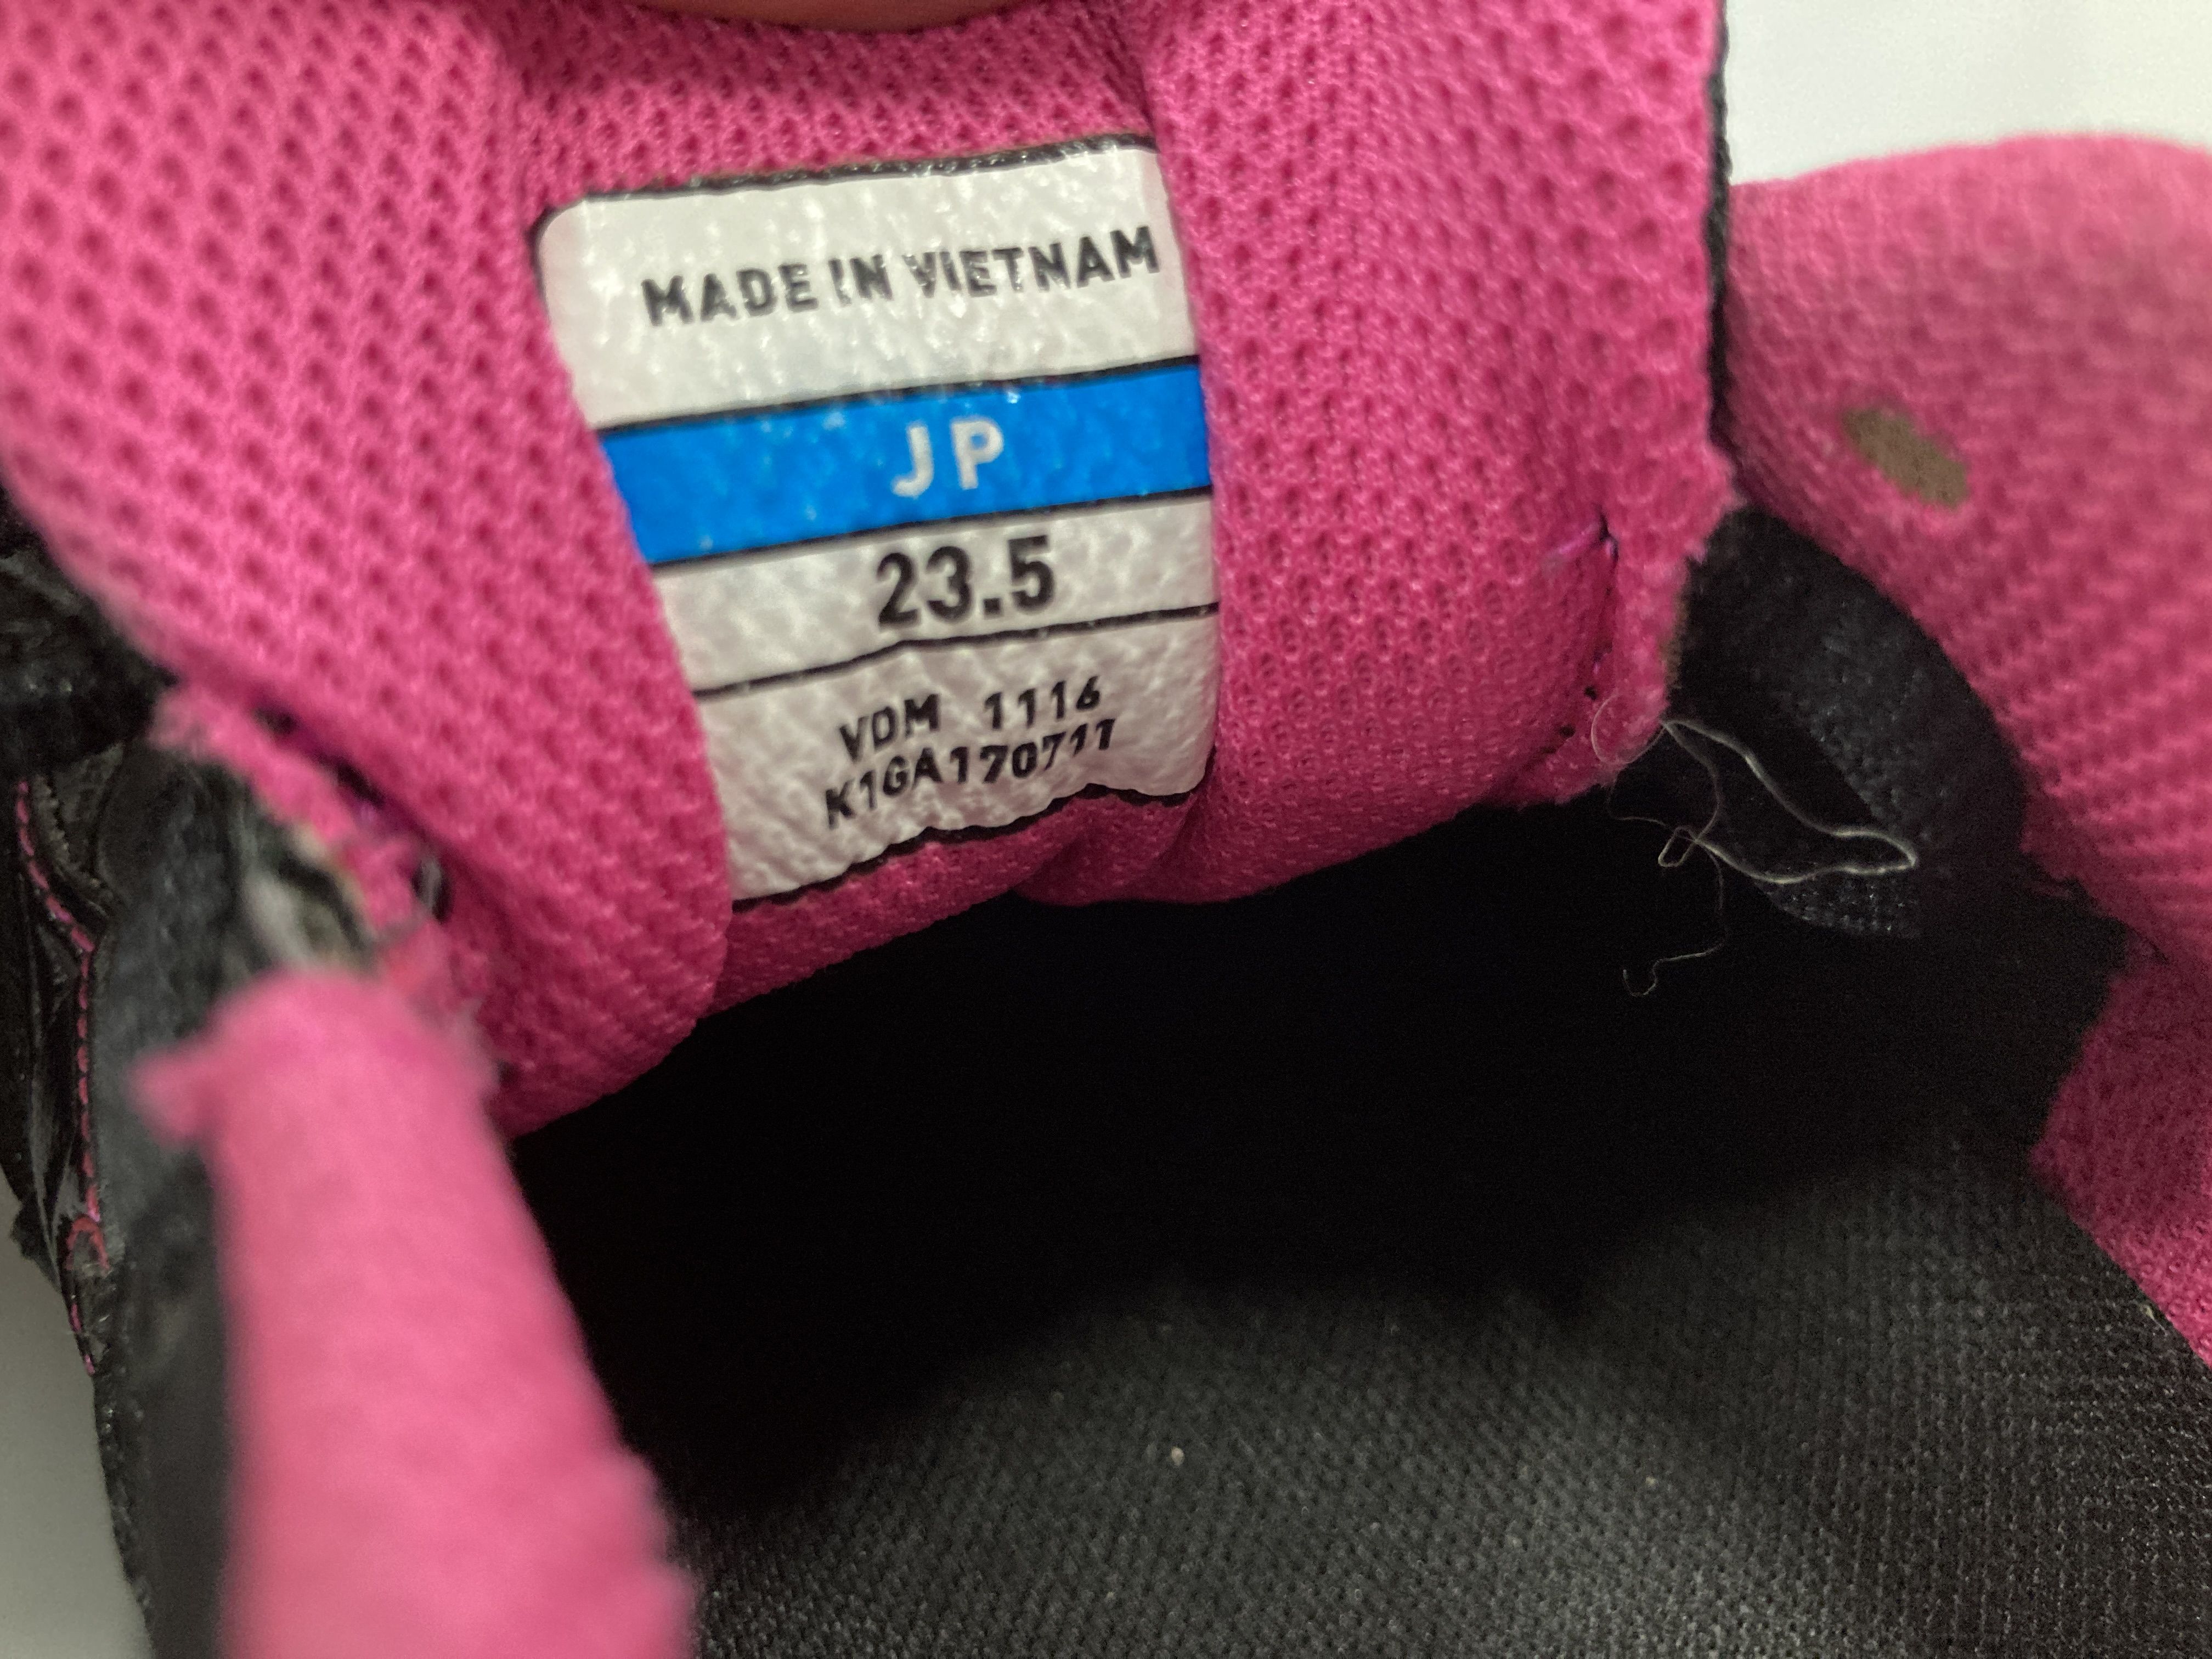 MADE IN VIETNAM
JP
23.5
VDM 1116
K1GA170711